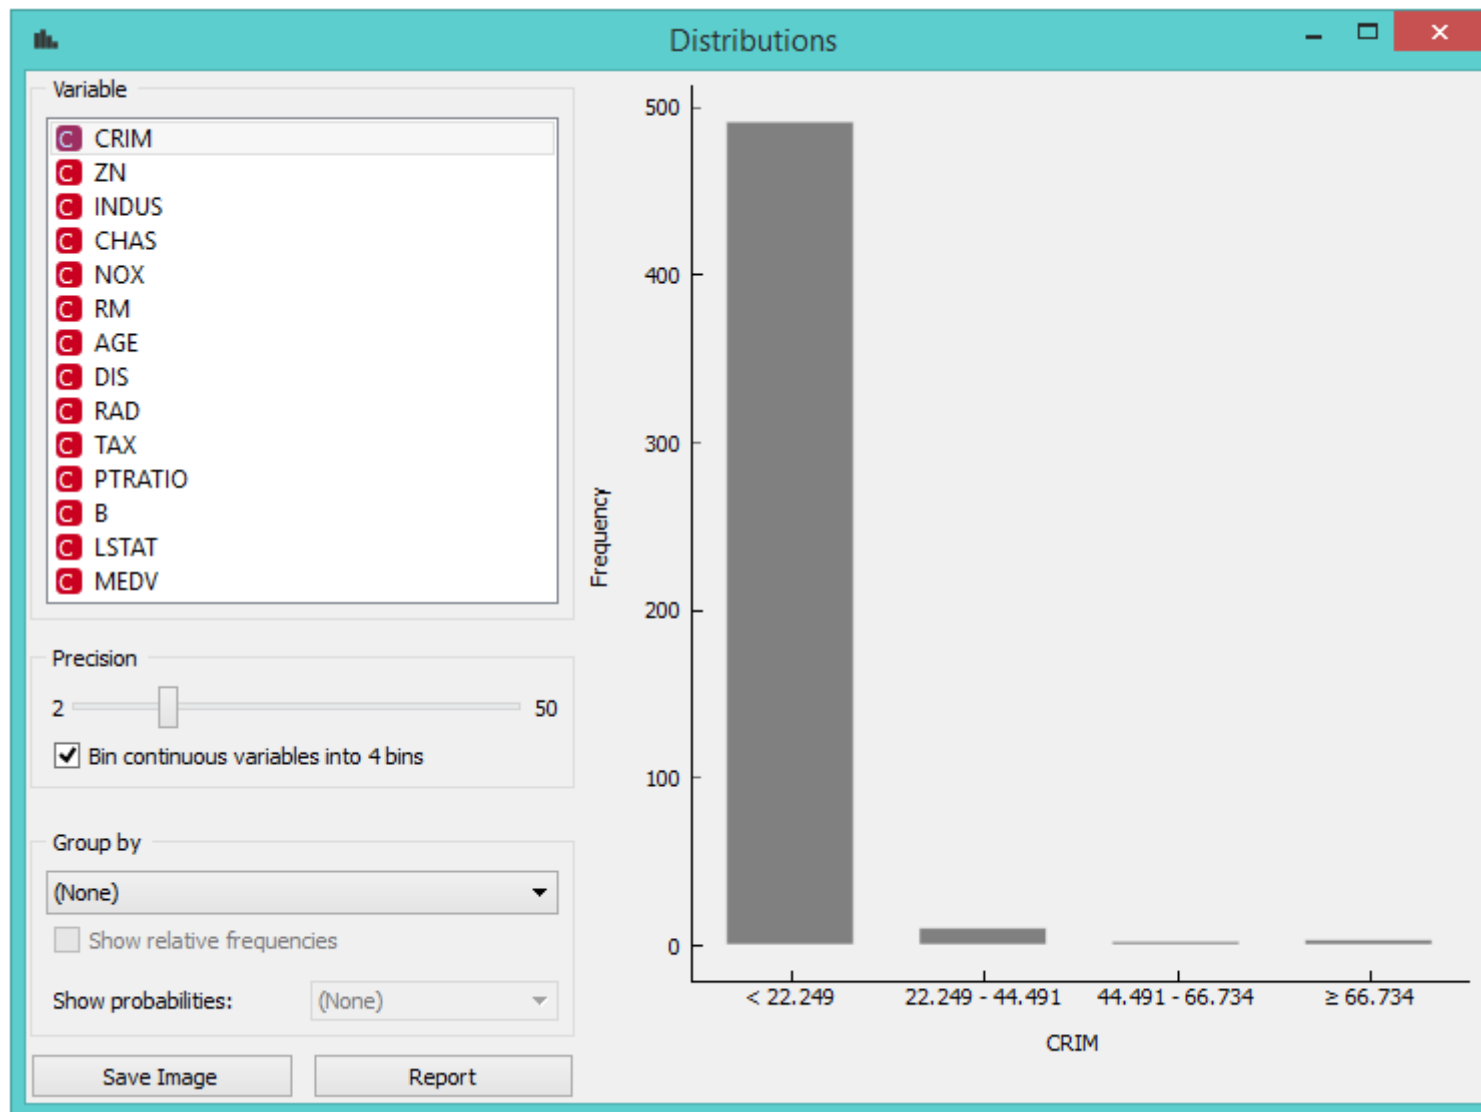 Distributions
Variable
C CRIM
C ZN
C INDUS
C CHAS
C NOX
C RM
C AGE
C DIS
C RAD
C TAX
C PTRATIO
C B
C LSTAT
C MEDV
Precision
2 50
Bin continuous variables into 4 bins
Group by
(None)
Show relative frequencies
Show probabilities: (None)
Save Image Report
500
400
300
200
100
0
Frequency
< 22.249 22.249 - 44.491 44.491 - 66.734 ≥ 66.734
CRIM